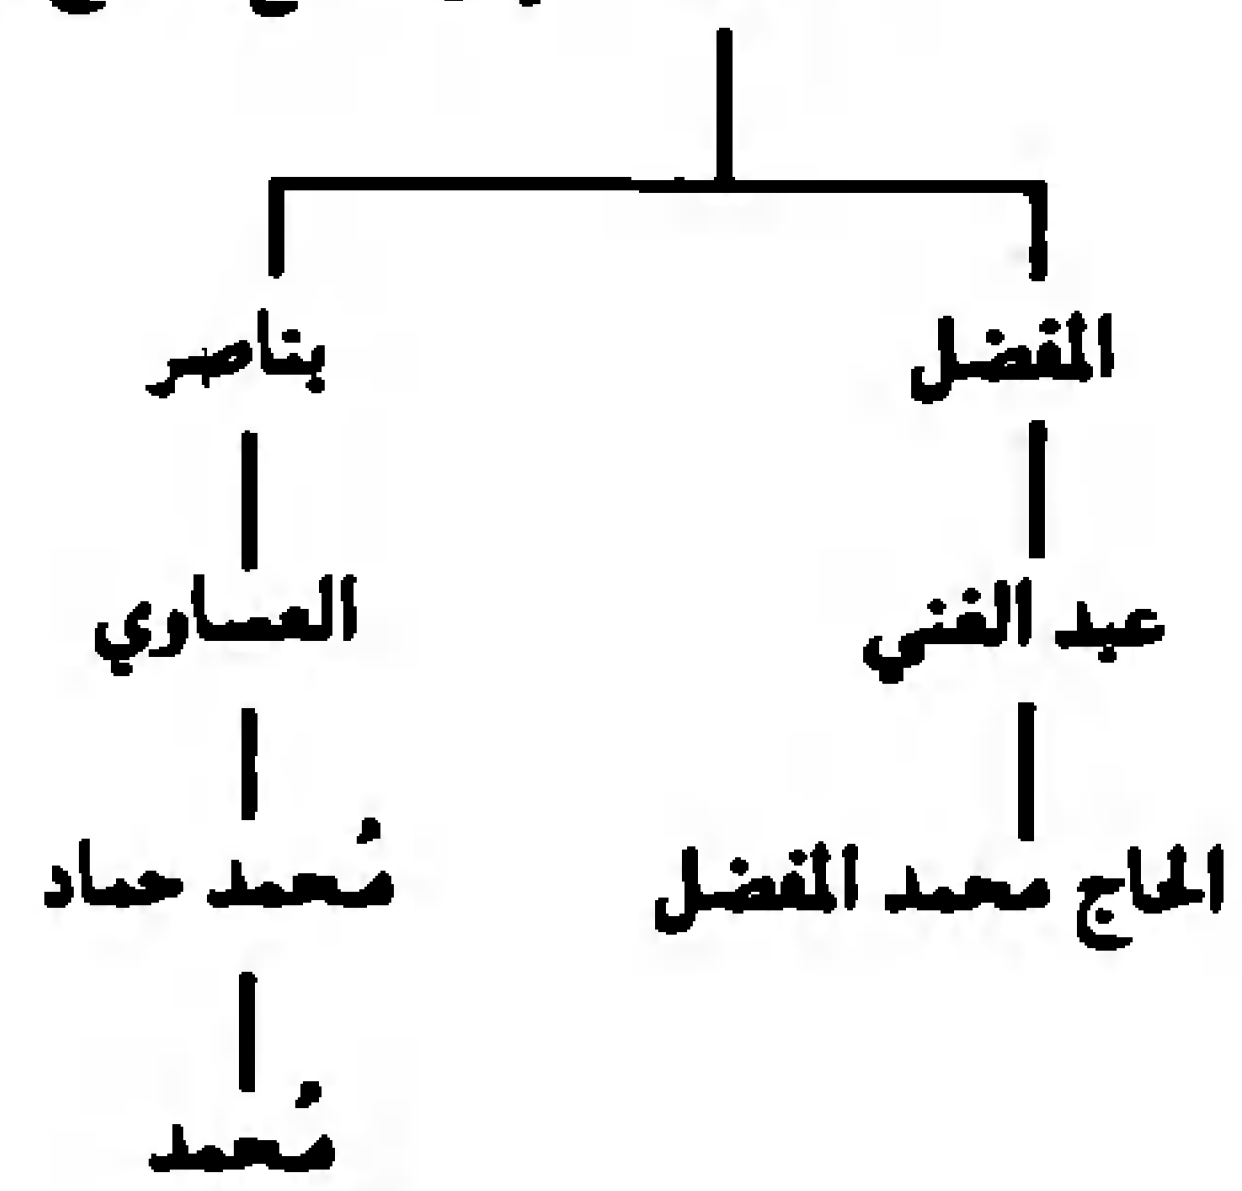 المفضل
بناصر
عبد الغني
العساوي
الحاج محمد المفضل
مُحمد حماد
مُحمد